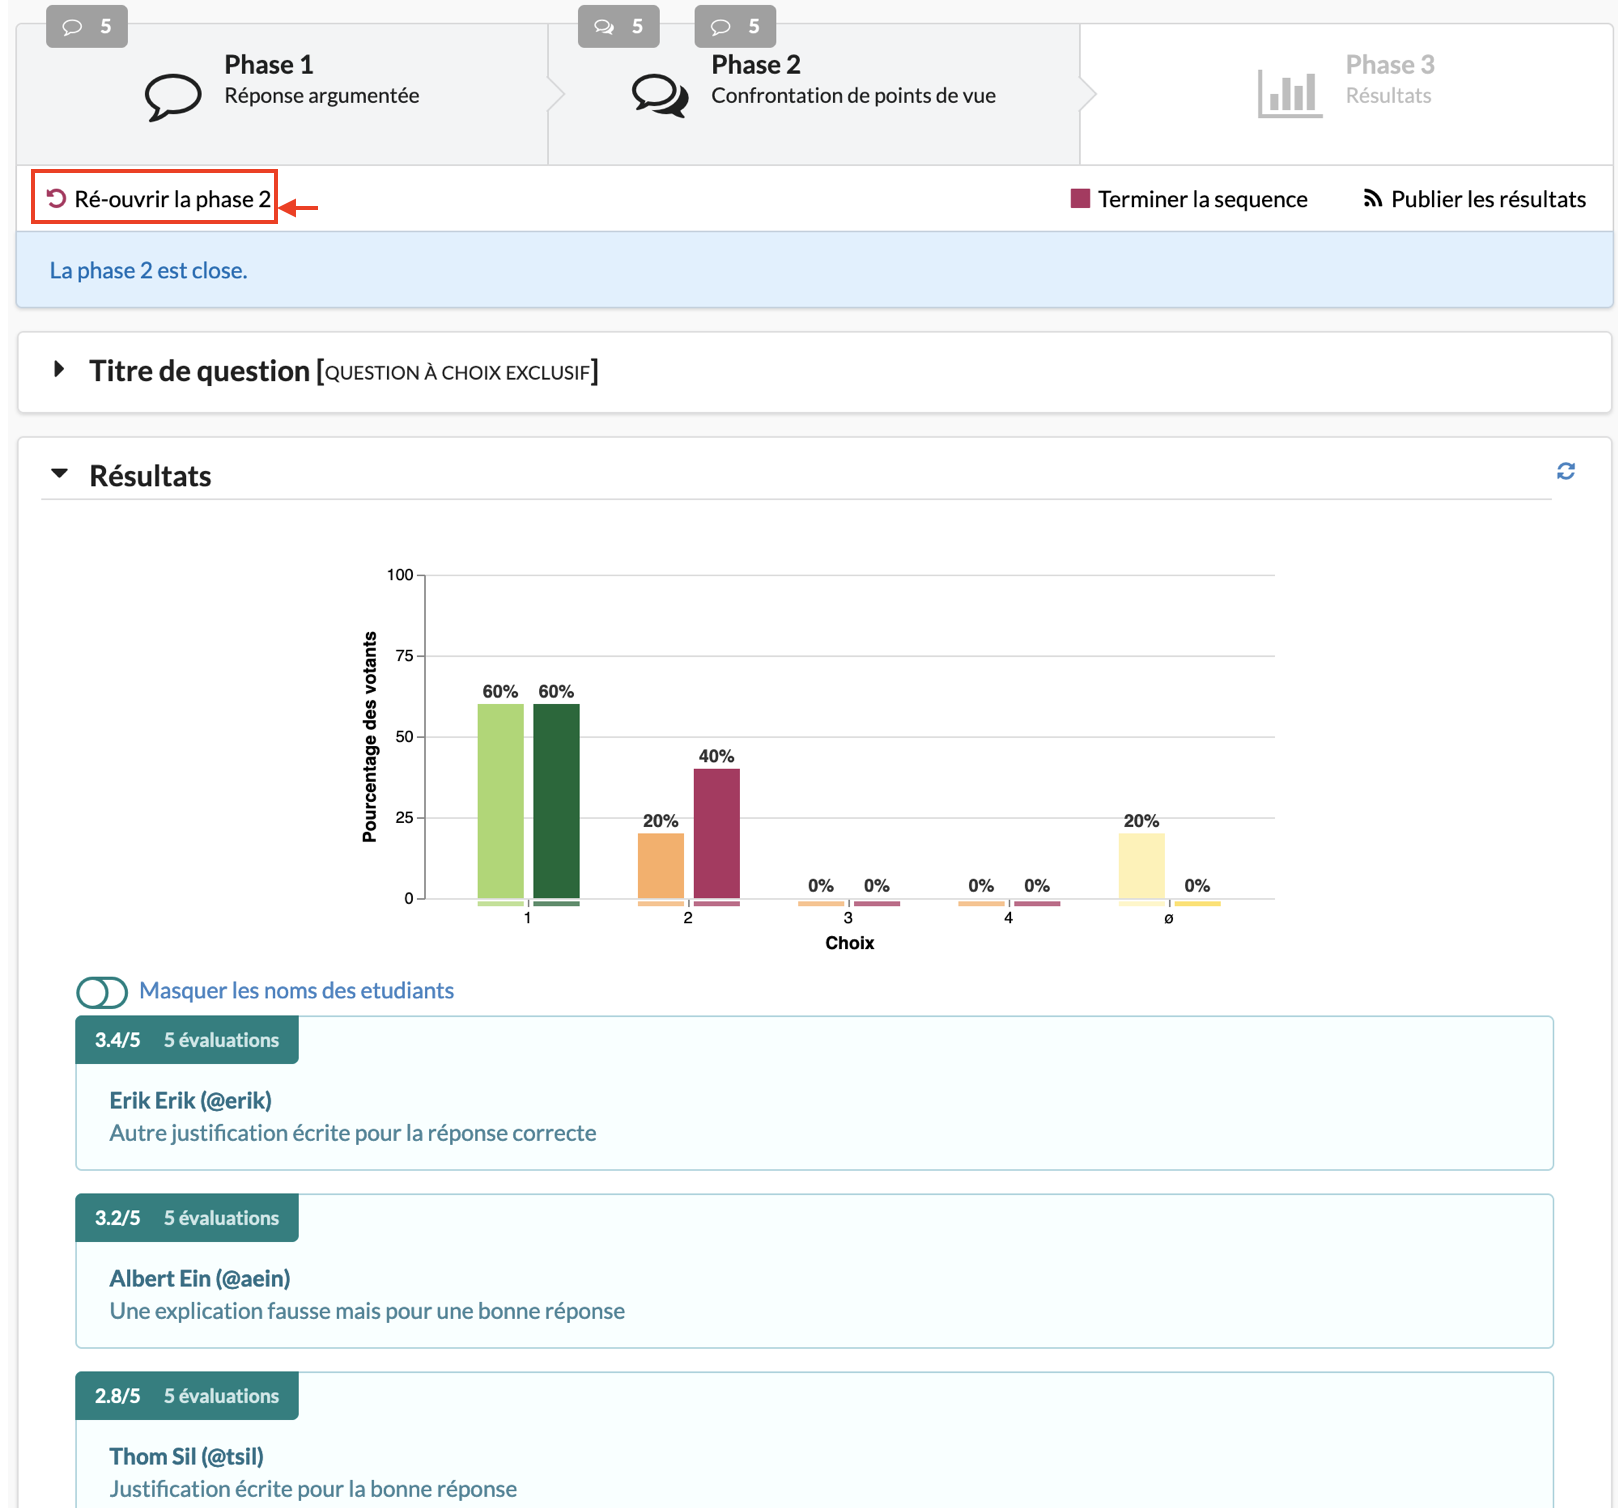 5
5
5
Phase 1
Réponse argumentée
Phase 2
Confrontation de points de vue
Phase 3
Résultats
Ré-ouvrir la phase 2
Terminer la sequence
Publier les résultats
La phase 2 est close.
Titre de question [QUESTION À CHOIX EXCLUSIF]
Résultats
Pourcentage des votants
100
75
50
25
0
60%
60%
20%
40%
0%
0%
0%
0%
20%
0%
1
2
3
4
ø
Choix
Masquer les noms des etudiants
3.4/5 5 évaluations
Erik Erik (@erik)
Autre justification écrite pour la réponse correcte
3.2/5 5 évaluations
Albert Ein (@aein)
Une explication fausse mais pour une bonne réponse
2.8/5 5 évaluations
Thom Sil (@tsil)
Justification écrite pour la bonne réponse